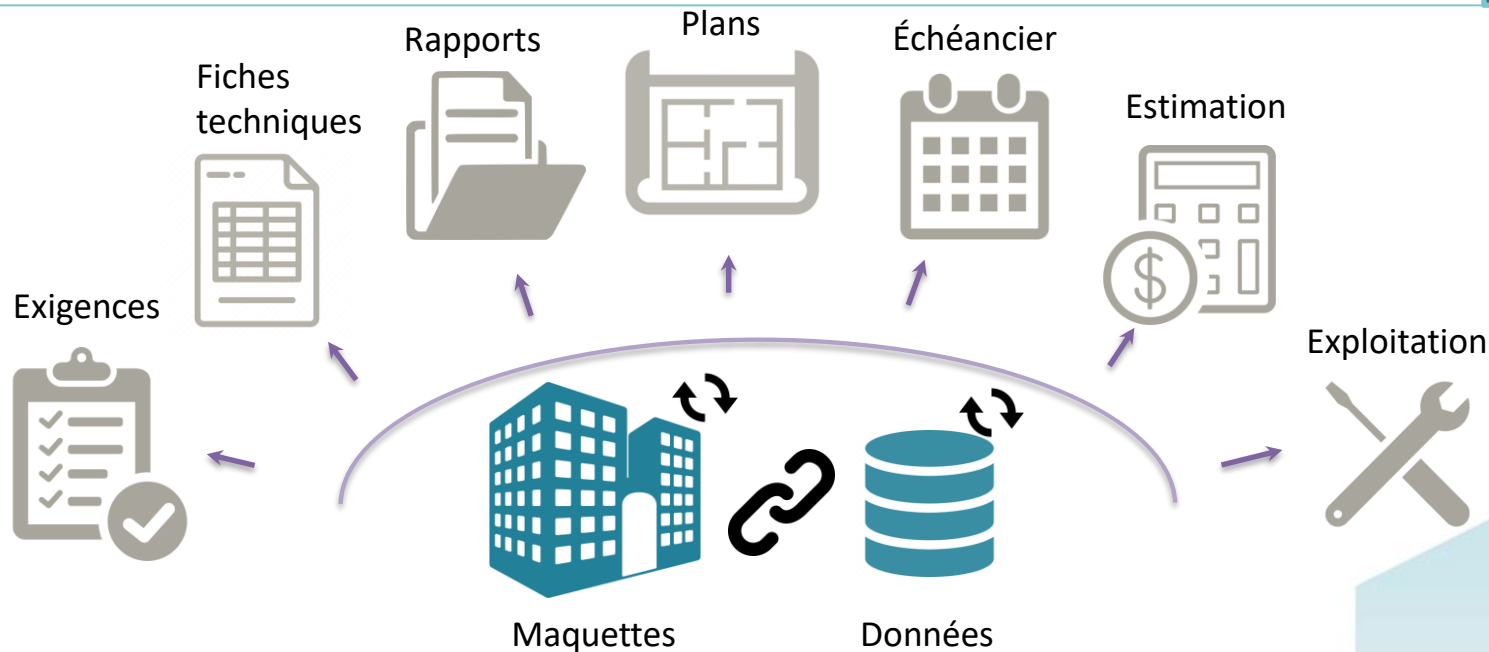 Plans
Rapports
Échéancier
Fiches
techniques
Estimation
Exigences
Exploitation
$
Maquettes
Données